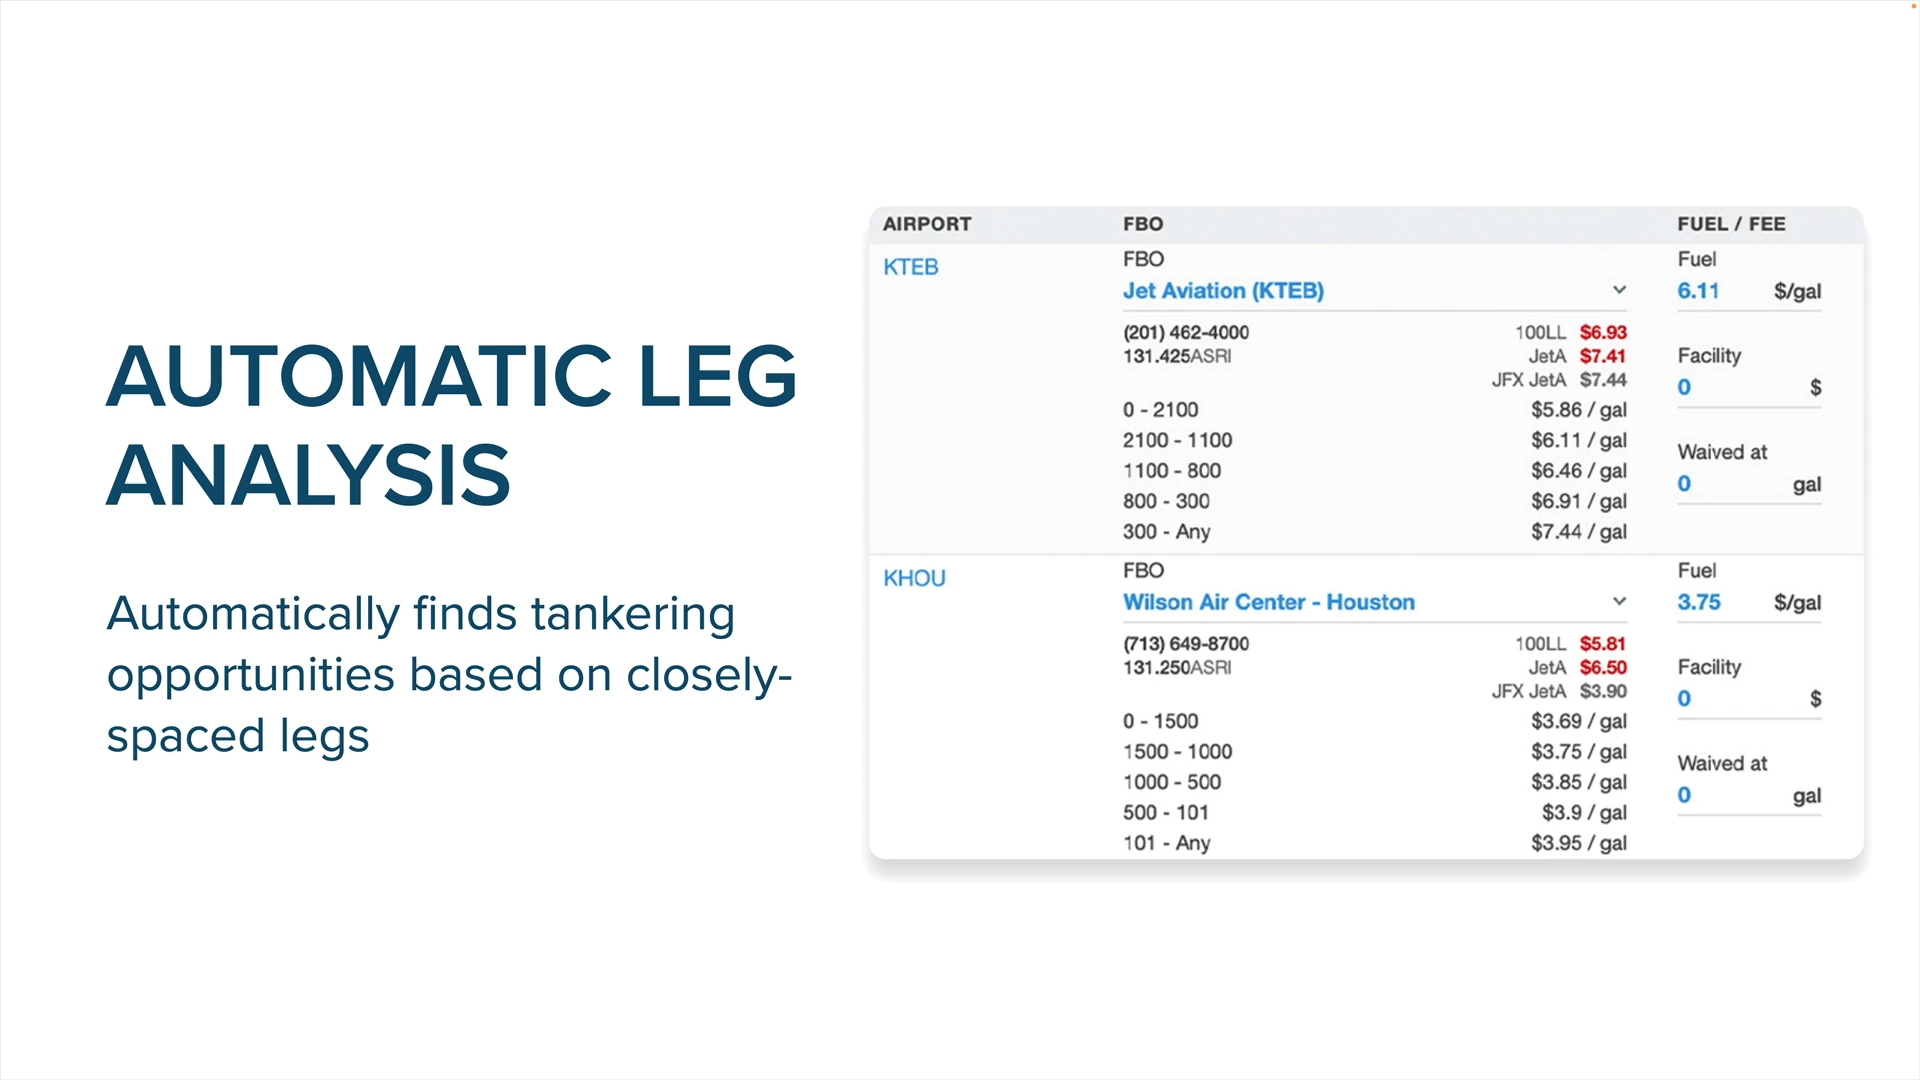 AUTOMATIC LEG
ANALYSIS
Automatically finds tankering
opportunities based on closely-
spaced legs
AIRPORT FBO FUEL / FEE
KTEB
FBO
Jet Aviation (KTEB)
(201) 462-4000 100LL $6.93
131.425ASRI JetA $7.41
JFX JetA $7.44
0 - 2100 $5.86 / gal
2100 - 1100 $6.11 / gal
1100 - 800 $6.46 / gal
800 - 300 $6.91 / gal
300 - Any $7.44 / gal
Fuel
6.11 $/gal
Facility
0 $
Waived at
0 gal
KHOU
FBO
Wilson Air Center - Houston
(713) 649-8700 100LL $5.81
131.250ASRI JetA $6.50
JFX JetA $3.90
0 - 1500 $3.69 / gal
1500 - 1000 $3.75 / gal
1000 - 500 $3.85 / gal
500 - 101 $3.9 / gal
101 - Any $3.95 / gal
Fuel
3.75 $/gal
Facility
0 $
Waived at
0 gal